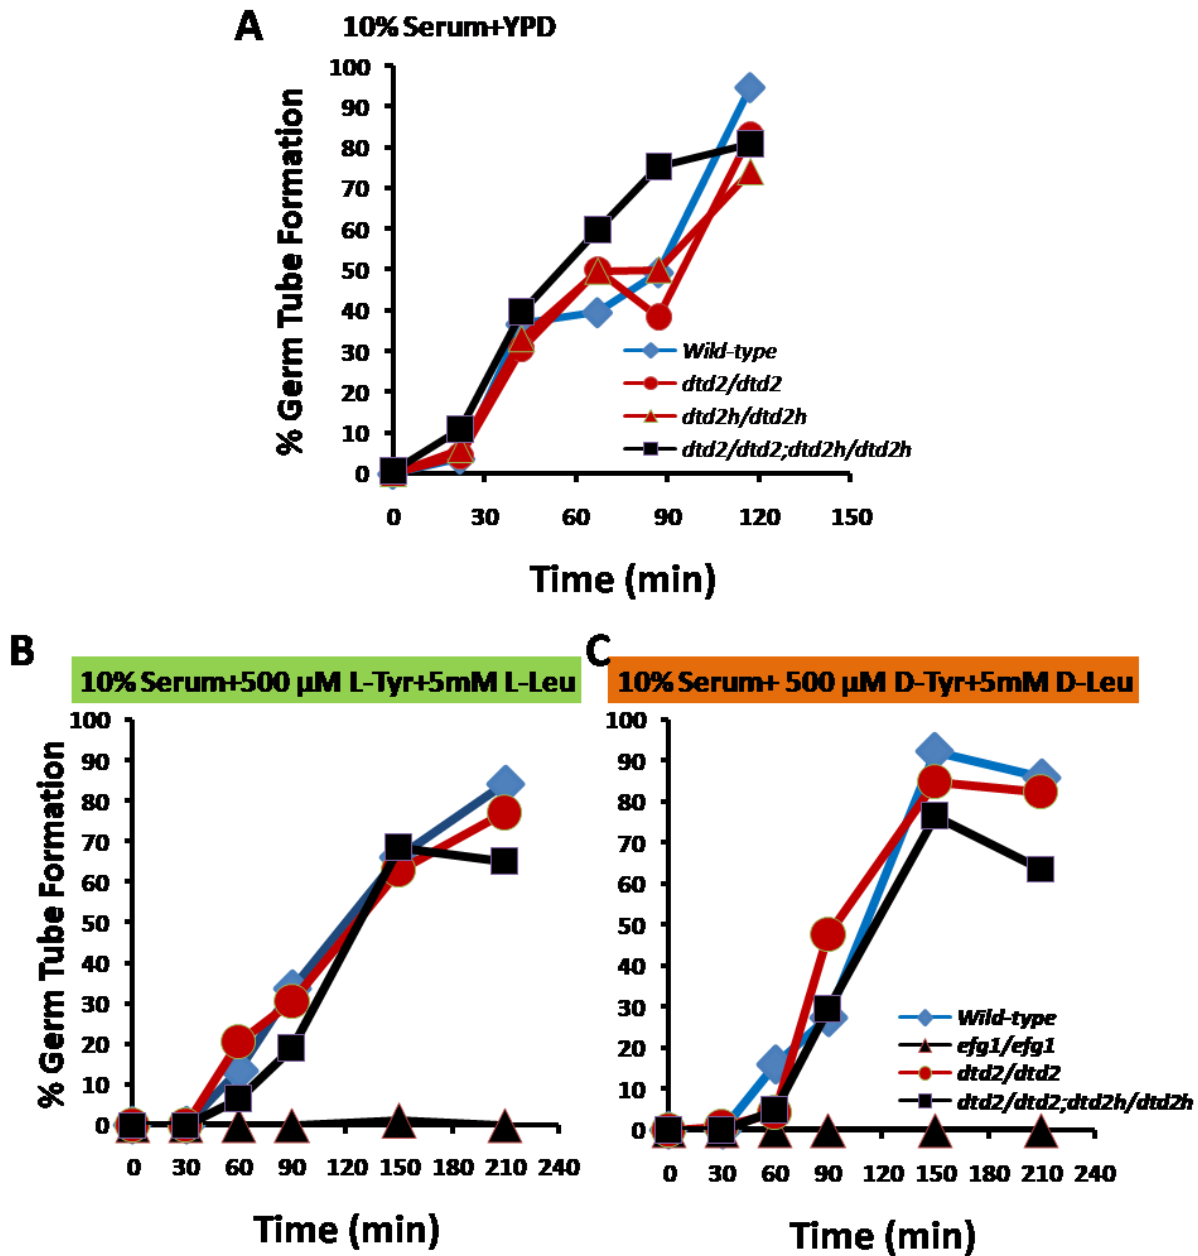 A
10% Serum+YPD
% Germ Tube Formation
100
90
80
70
60
50
40
30
20
10
0
Wild-type
dtd2/dtd2
dtd2h/dtd2h
dtd2/dtd2;dtd2h/dtd2h
0 30 60 90 120 150
Time (min)
B
10% Serum+500 µM L-Tyr+5mM L-Leu
% Germ Tube Formation
100
90
80
70
60
50
40
30
20
10
0
0 30 60 90 120 150 180 210 240
Time (min)
C
10% Serum+ 500 µM D-Tyr+5mM D-Leu
100
90
80
70
60
50
40
30
20
10
0
Wild-type
efg1/efg1
dtd2/dtd2
dtd2/dtd2;dtd2h/dtd2h
0 30 60 90 120 150 180 210 240
Time (min)